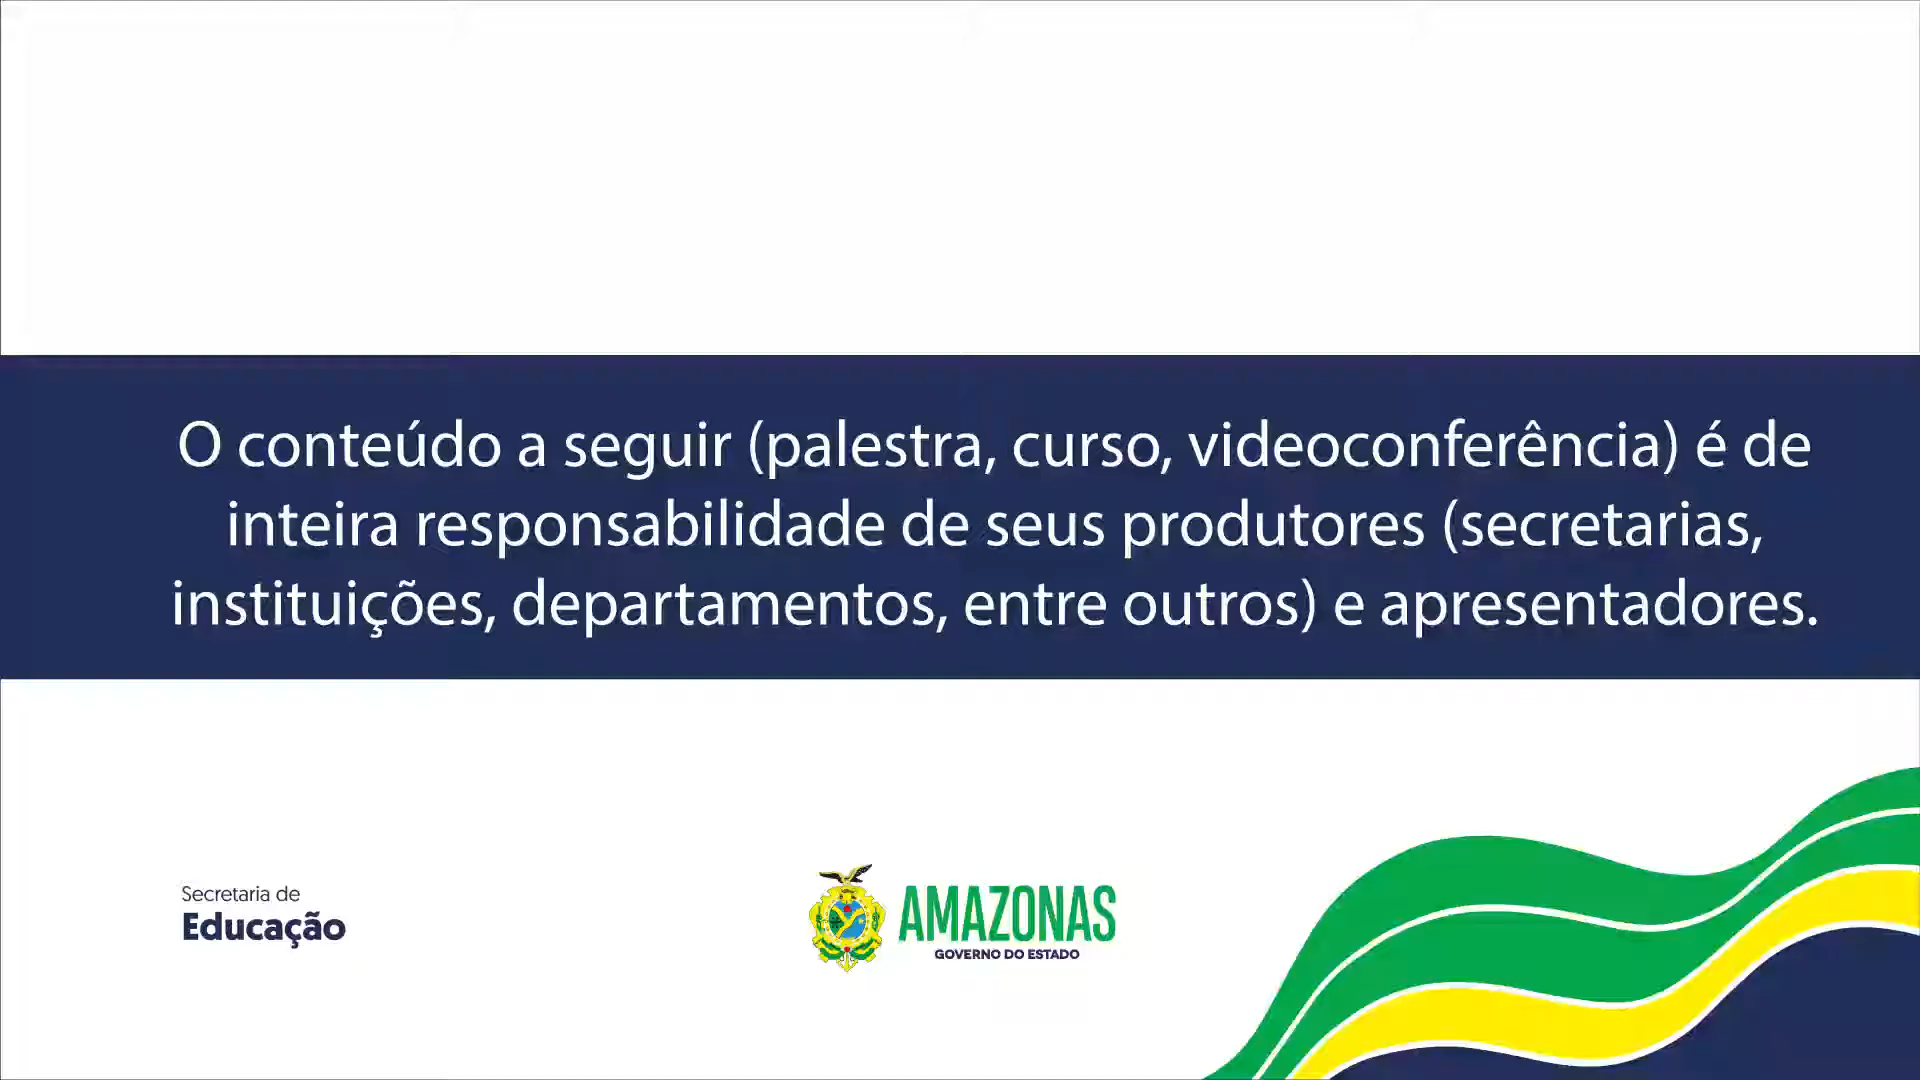 O conteúdo a seguir (palestra, curso, videoconferência) é de
inteira responsabilidade de seus produtores (secretarias,
instituições, departamentos, entre outros) e apresentadores.
Secretaria de
Educação
AMAZONAS
GOVERNO DO ESTADO